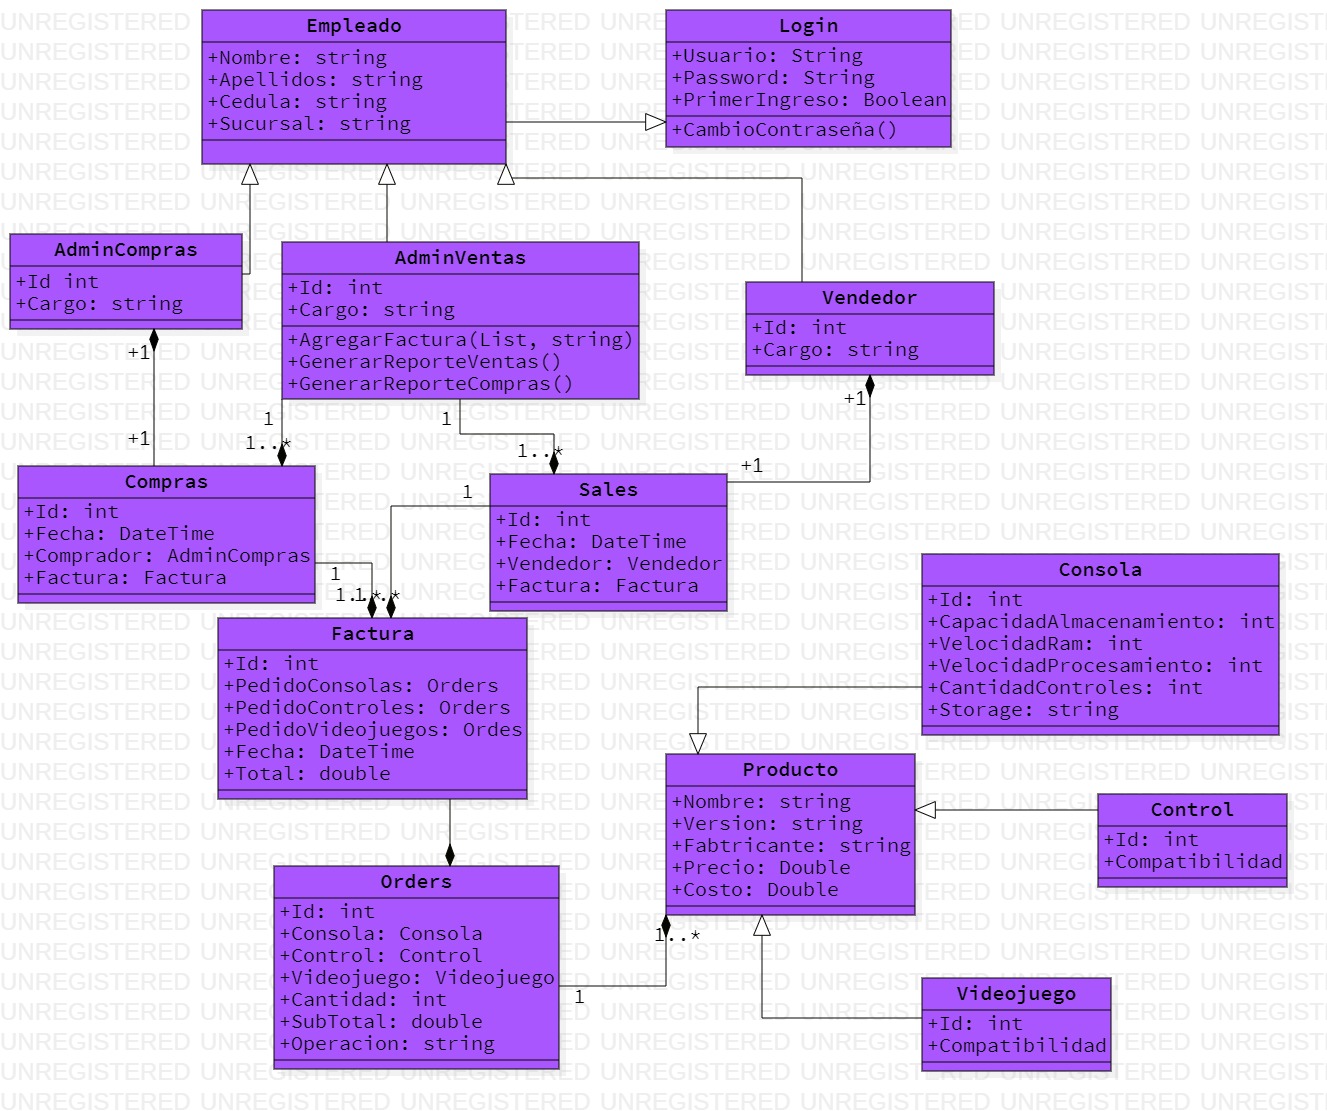 Empleado
+Nombre: string
+Apellidos: string
+Cedula: string
+Sucursal: string
Login
+Usuario: String
+Password: String
+PrimerIngreso: Boolean
+CambioContraseña()
AdminCompras
+Id int
+Cargo: string
AdminVentas
+Id: int
+Cargo: string
+AgregarFactura(List, string)
+GenerarReporteVentas()
+GenerarReporteCompras()
Vendedor
+Id: int
+Cargo: string
+1
+1
1
1..*
1
1..*
+1
+1
Compras
+Id: int
+Fecha: DateTime
+Comprador: AdminCompras
+Factura: Factura
Sales
+Id: int
+Fecha: DateTime
+Vendedor: Vendedor
+Factura: Factura
1
1
1..*
1..*
Factura
+Id: int
+PedidoConsolas: Orders
+PedidoControles: Orders
+PedidoVideojuegos: Ordes
+Fecha: DateTime
+Total: double
Consola
+Id: int
+CapacidadAlmacenamiento: int
+VelocidadRam: int
+VelocidadProcesamiento: int
+CantidadControles: int
+Storage: string
Producto
+Nombre: string
+Version: string
+Fabtricante: string
+Precio: Double
+Costo: Double
Control
+Id: int
+Compatibilidad
Orders
+Id: int
+Consola: Consola
+Control: Control
+Videojuego: Videojuego
+Cantidad: int
+SubTotal: double
+Operacion: string
1..*
1
Videojuego
+Id: int
+Compatibilidad
UNREGISTERED